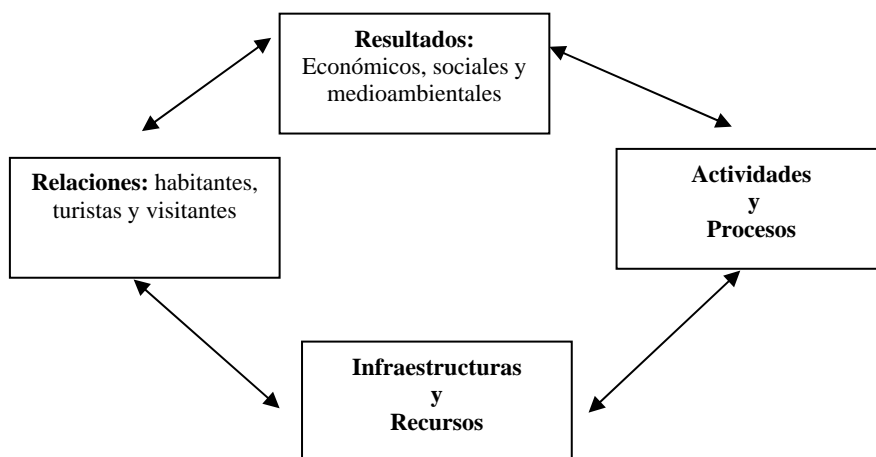 Resultados:
Económicos, sociales y
medioambientales
Relaciones: habitantes,
turistas y visitantes
Actividades
y
Procesos
Infraestructuras
y
Recursos